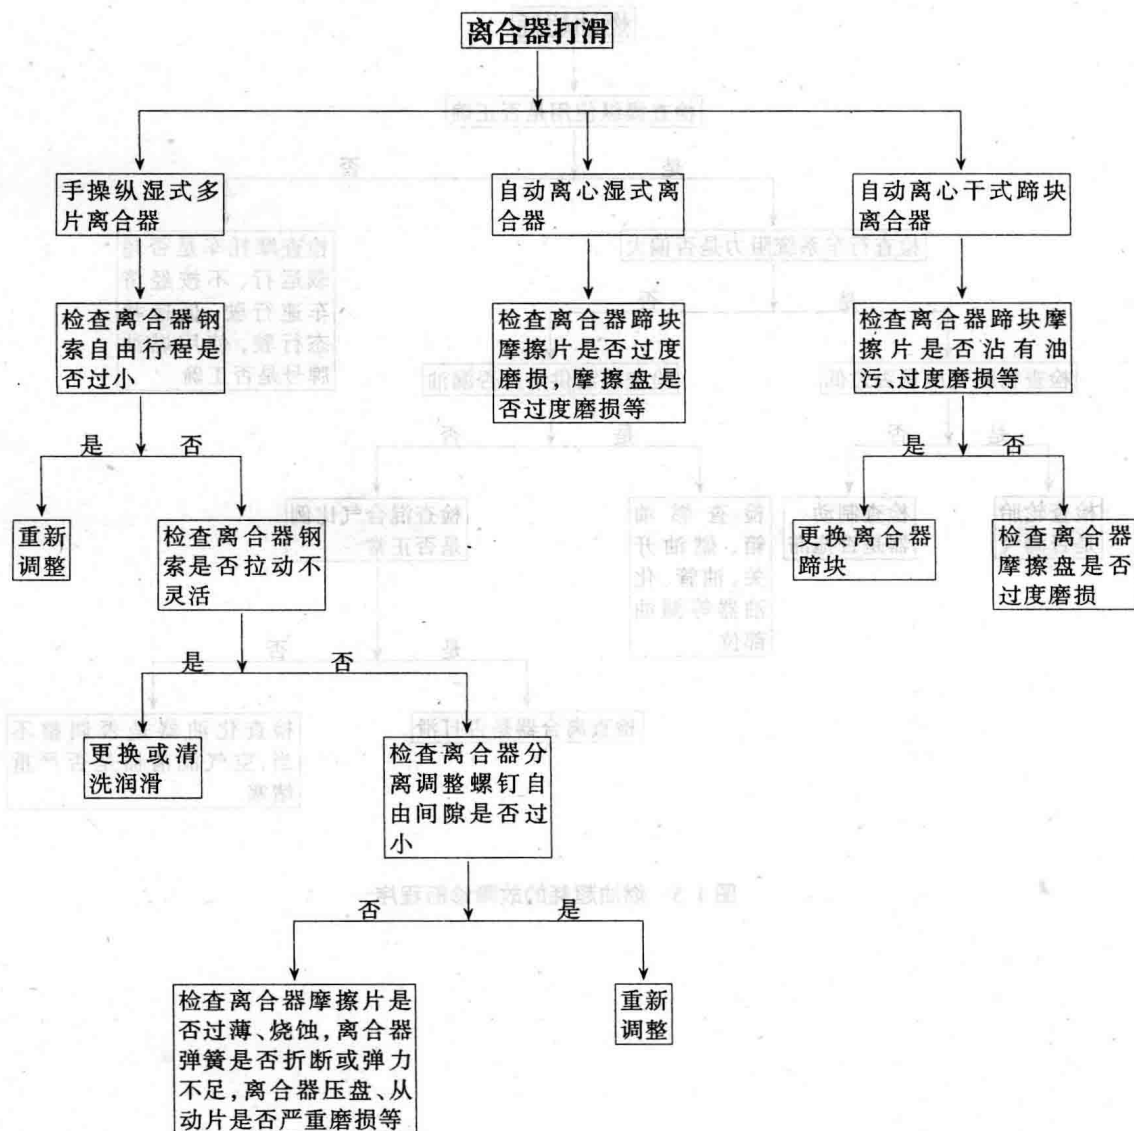 离合器打滑
手操纵湿式多
片离合器
自动离心湿式离
合器
自动离心干式蹄块
离合器
检查离合器钢
索自由行程是
否过小
检查离合器蹄块
摩擦片是否过度
磨损,摩擦盘是
否过度磨损等
检查离合器蹄块摩
擦片是否沾有油
污、过度磨损等
是 否
是 否
重新
调整
检查离合器钢
索是否拉动不
灵活
更换离合器
蹄块
检查离合器
摩擦盘是否
过度磨损
是 否
更换或清
洗润滑
检查离合器分
离调整螺钉自
由间隙是否过
小
否 是
检查离合器摩擦片是
否过薄、烧蚀,离合器
弹簧是否折断或弹力
不足,离合器压盘、从
动片是否严重磨损等
重新
调整